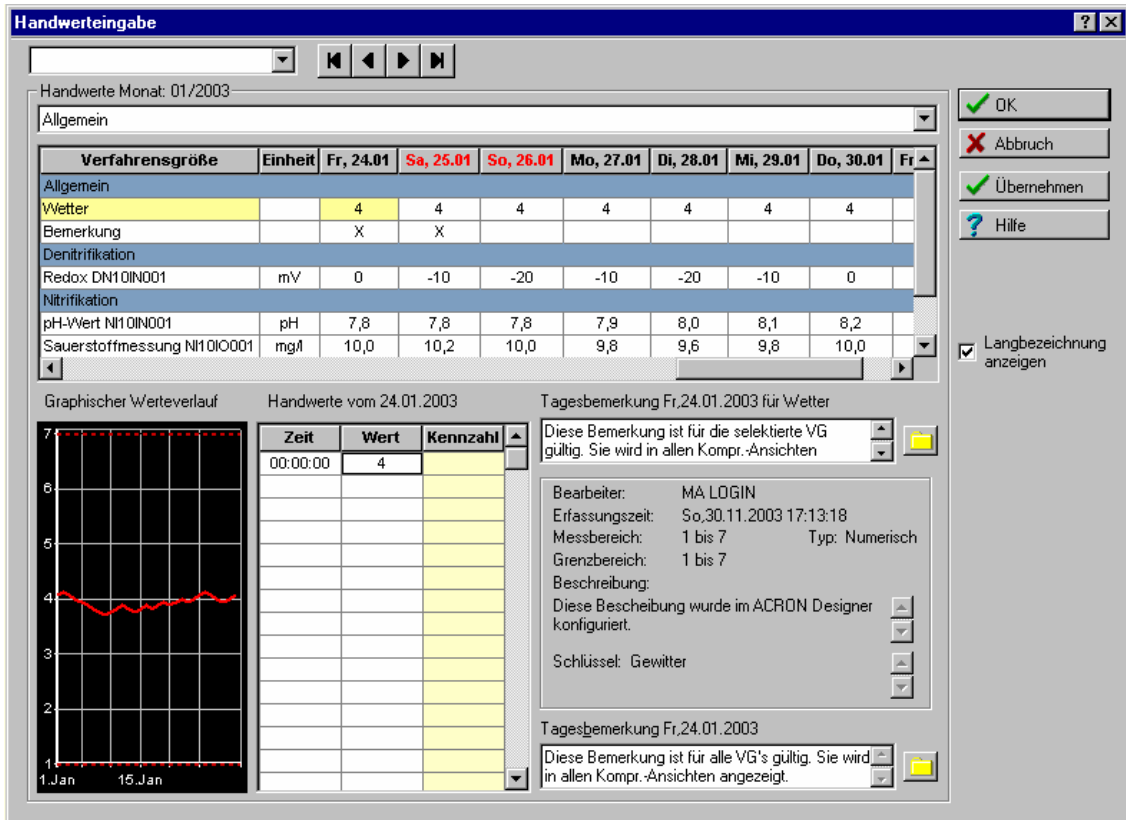 Handwerteingabe
Handwerte Monat: 01/2003
Allgemein
Verfahrensgröße Einheit Fr, 24.01 Sa, 25.01 So, 26.01 Mo, 27.01 Di, 28.01 Mi, 29.01 Do, 30.01 Fr
Allgemein
Wetter 4 4 4 4 4 4 4
Bemerkung X X
Denitrifikation
Redox DN10IN001 mV 0 -10 -20 -10 -20 -10 0
Nitrifikation
pH-Wert NI10IN001 pH 7,8 7,8 7,8 7,9 8,0 8,1 8,2
Sauerstoffmessung NI10IO001 mg/l 10,0 10,2 10,0 9,8 9,6 9,8 10,0
OK
Abbruch
Übernehmen
? Hilfe
Langbezeichnung
anzeigen
Graphischer Werteverlauf
7
6
5
4
3
2
1
1.Jan 15.Jan
Handwerte vom 24.01.2003
Zeit Wert Kennzahl
00:00:00 4
Tagesbemerkung Fr,24.01.2003 für Wetter
Diese Bemerkung ist für die selektierte VG
gültig. Sie wird in allen Kompr.-Ansichten
Bearbeiter: MA LOGIN
Erfassungszeit: So,30.11.2003 17:13:18
Messbereich: 1 bis 7 Typ: Numerisch
Grenzbereich: 1 bis 7
Beschreibung:
Diese Bescheibung wurde im ACRON Designer
konfiguriert.
Schlüssel: Gewitter
Tagesbemerkung Fr,24.01.2003
Diese Bemerkung ist für alle VG's gültig. Sie wird
in allen Kompr.-Ansichten angezeigt.